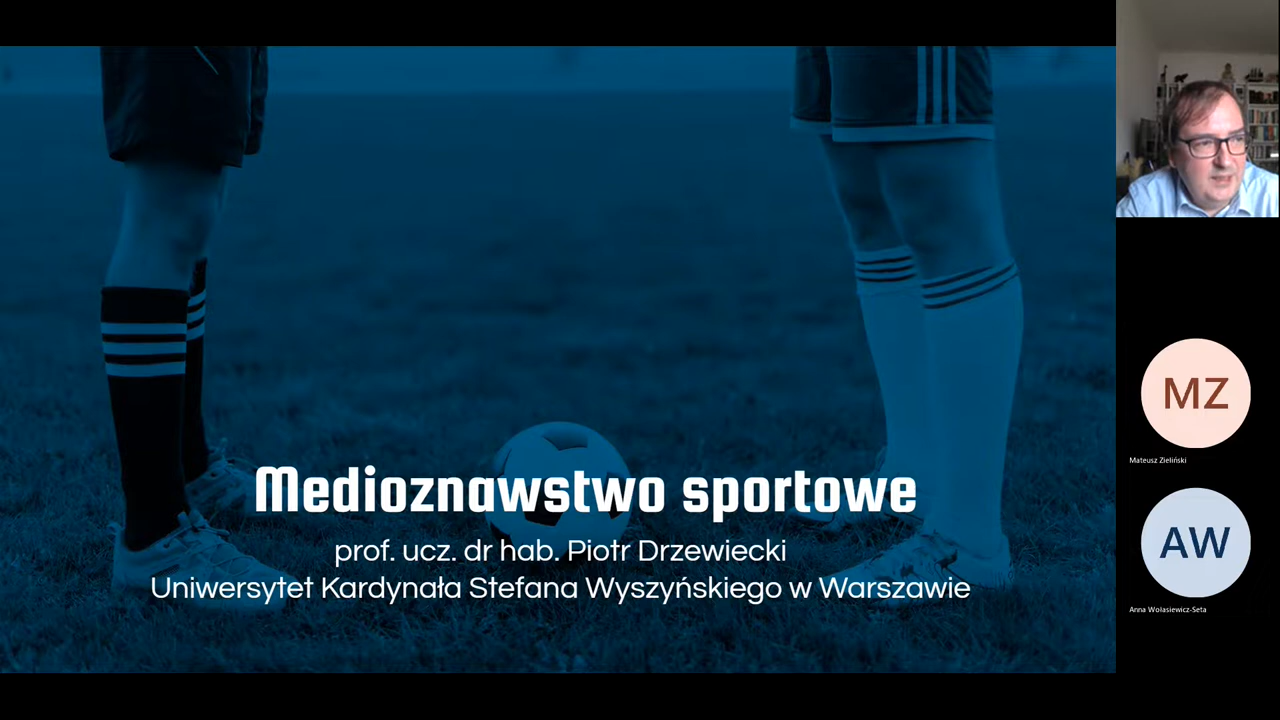 Medioznawstwo sportowe
prof. ucz. dr hab. Piotr Drzewiecki
Uniwersytet Kardynała Stefana Wyszyńskiego w Warszawie
MZ
Mateusz Zieliński
AW
Anna Wołasiewicz-Seta